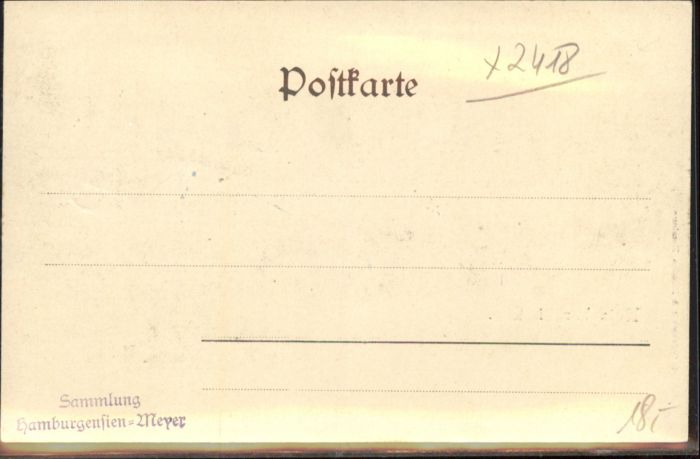 Postkarte
x2418
Sammlung
Hamburgensien=Meyer
18,-